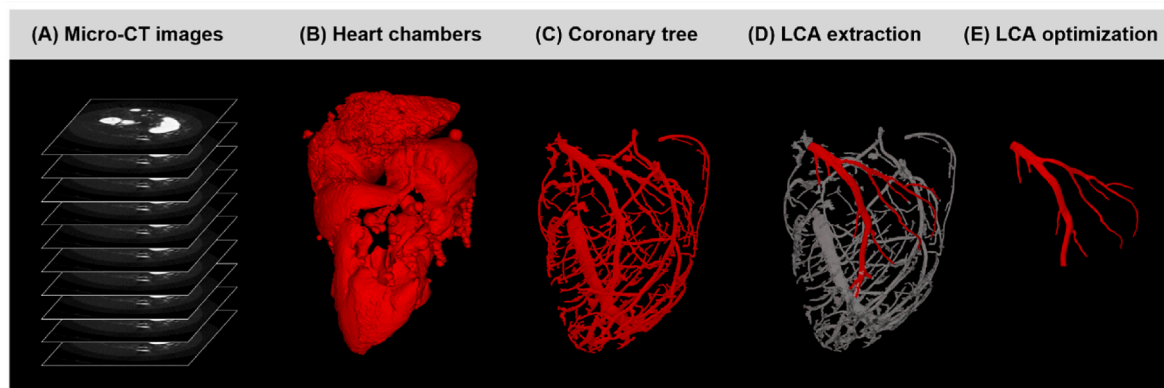 (A) Micro-CT images
(B) Heart chambers
(C) Coronary tree
(D) LCA extraction
(E) LCA optimization